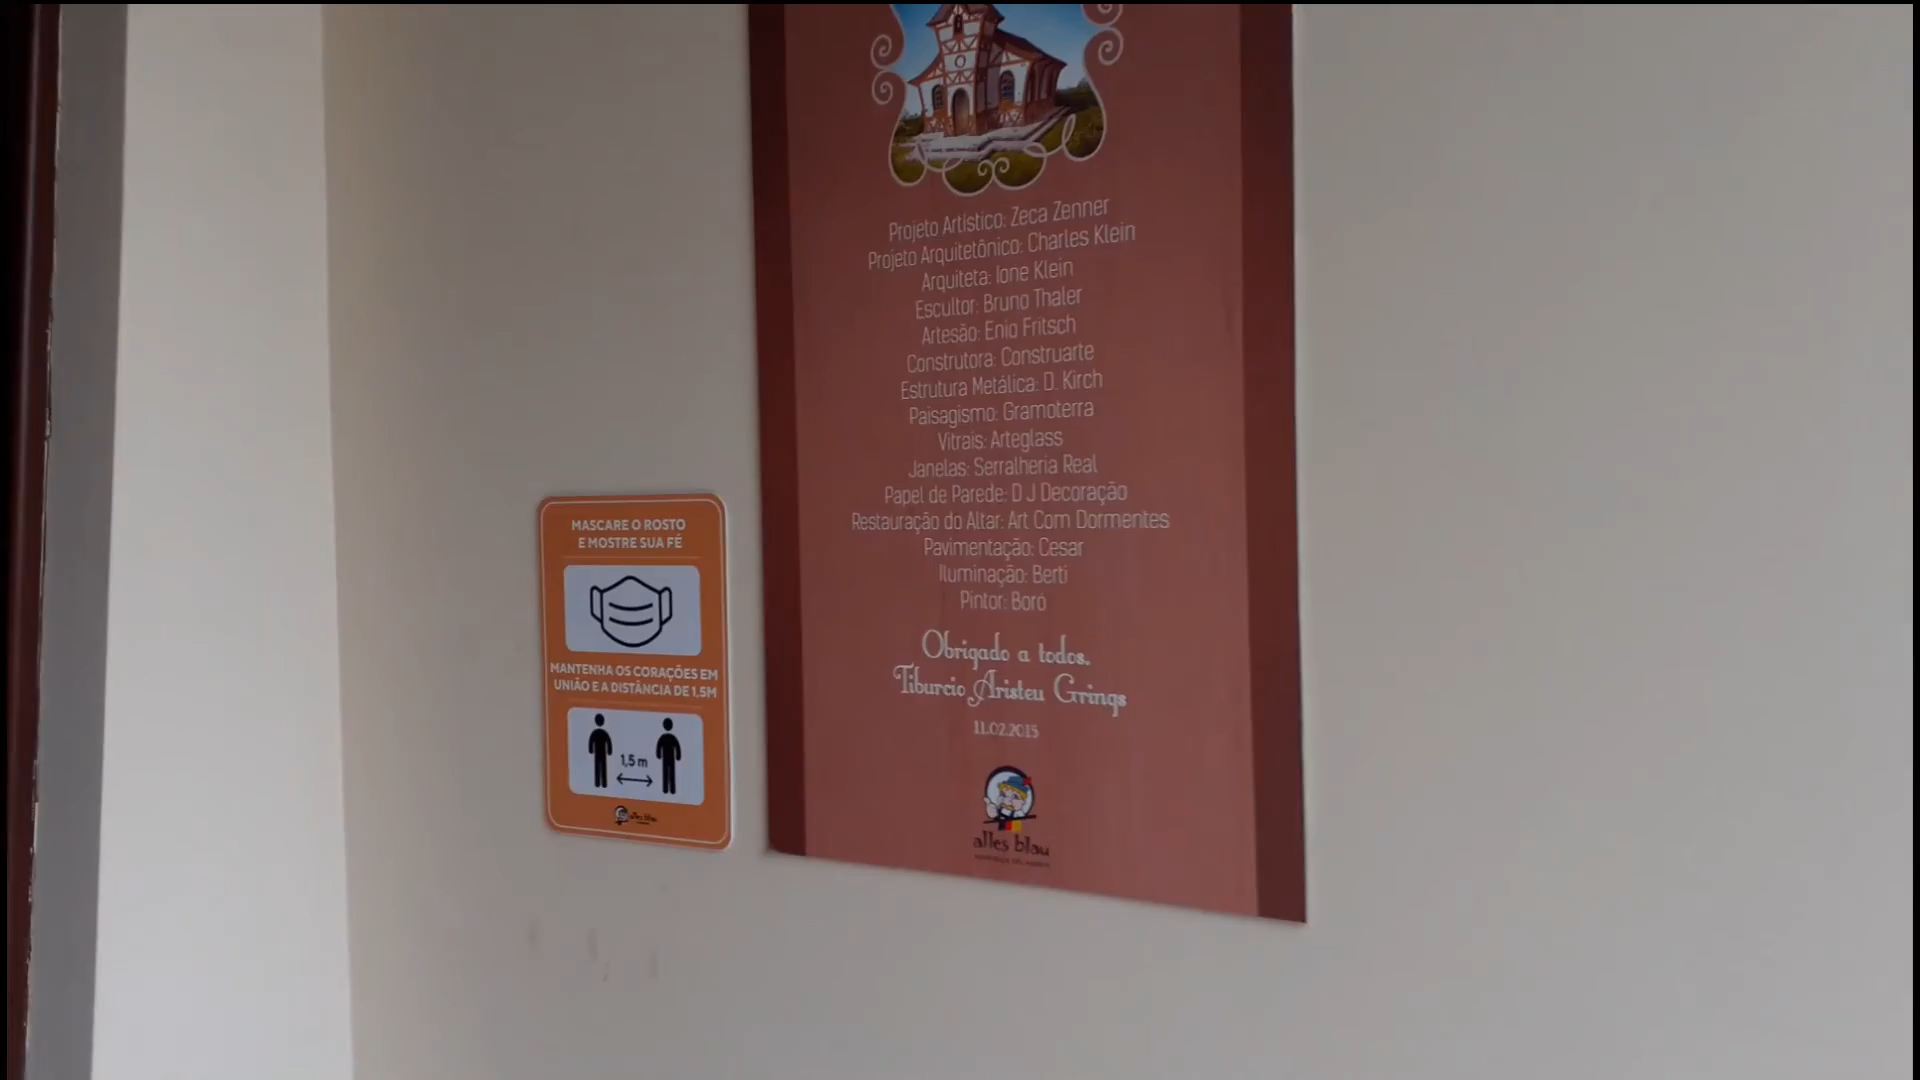 Projeto Artístico: Zeca Zenner
Projeto Arquitetônico: Charles Klein
Arquiteta: Ione Klein
Escultor: Bruno Thaler
Artesão: Enio Fritsch
Construtora: Construarte
Estrutura Metálica: D. Kirch
Paisagismo: Gramoterra
Vitrais: Arteglass
Janelas: Serralheria Real
Papel de Parede: D J Decoração
Restauração do Altar: Art Com Dormentes
Pavimentação: Cesar
Iluminação: Berti
Pintor: Boró
Obrigado a todos.
Tiburcio Aristeu Grings
11.02.2015
alles blau
MASCARE O ROSTO
E MOSTRE SUA FÉ
MANTENHA OS CORAÇÕES EM
UNIÃO E A DISTÂNCIA DE 1,5M
1,5 m
alles blau